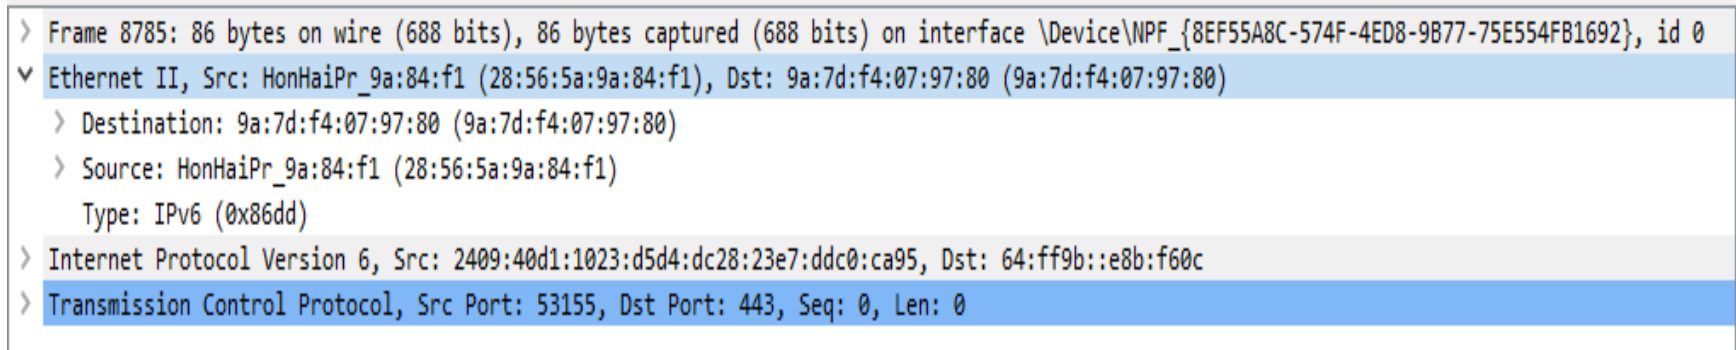 Frame 8785: 86 bytes on wire (688 bits), 86 bytes captured (688 bits) on interface \Device\NPF_{8EF55A8C-574F-4ED8-9B77-75E554FB1692}, id 0
Ethernet II, Src: HonHaiPr_9a:84:f1 (28:56:5a:9a:84:f1), Dst: 9a:7d:f4:07:97:80 (9a:7d:f4:07:97:80)
Destination: 9a:7d:f4:07:97:80 (9a:7d:f4:07:97:80)
Source: HonHaiPr_9a:84:f1 (28:56:5a:9a:84:f1)
Type: IPv6 (0x86dd)
Internet Protocol Version 6, Src: 2409:40d1:1023:d5d4:dc28:23e7:ddc0:ca95, Dst: 64:ff9b::e8b:f60c
Transmission Control Protocol, Src Port: 53155, Dst Port: 443, Seq: 0, Len: 0